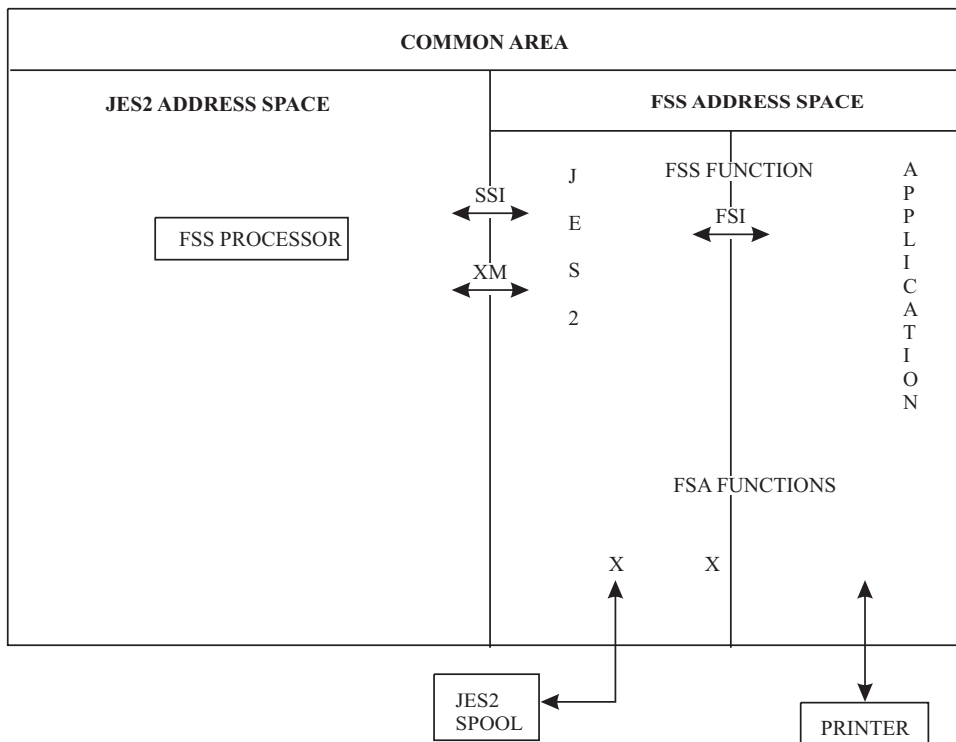 COMMON AREA
JES2 ADDRESS SPACE
FSS ADDRESS SPACE
FSS PROCESSOR
SSI
XM
J
E
S
2
FSS FUNCTION
FSI
A
P
P
L
I
C
A
T
I
O
N
FSA FUNCTIONS
X
X
JES2
SPOOL
PRINTER